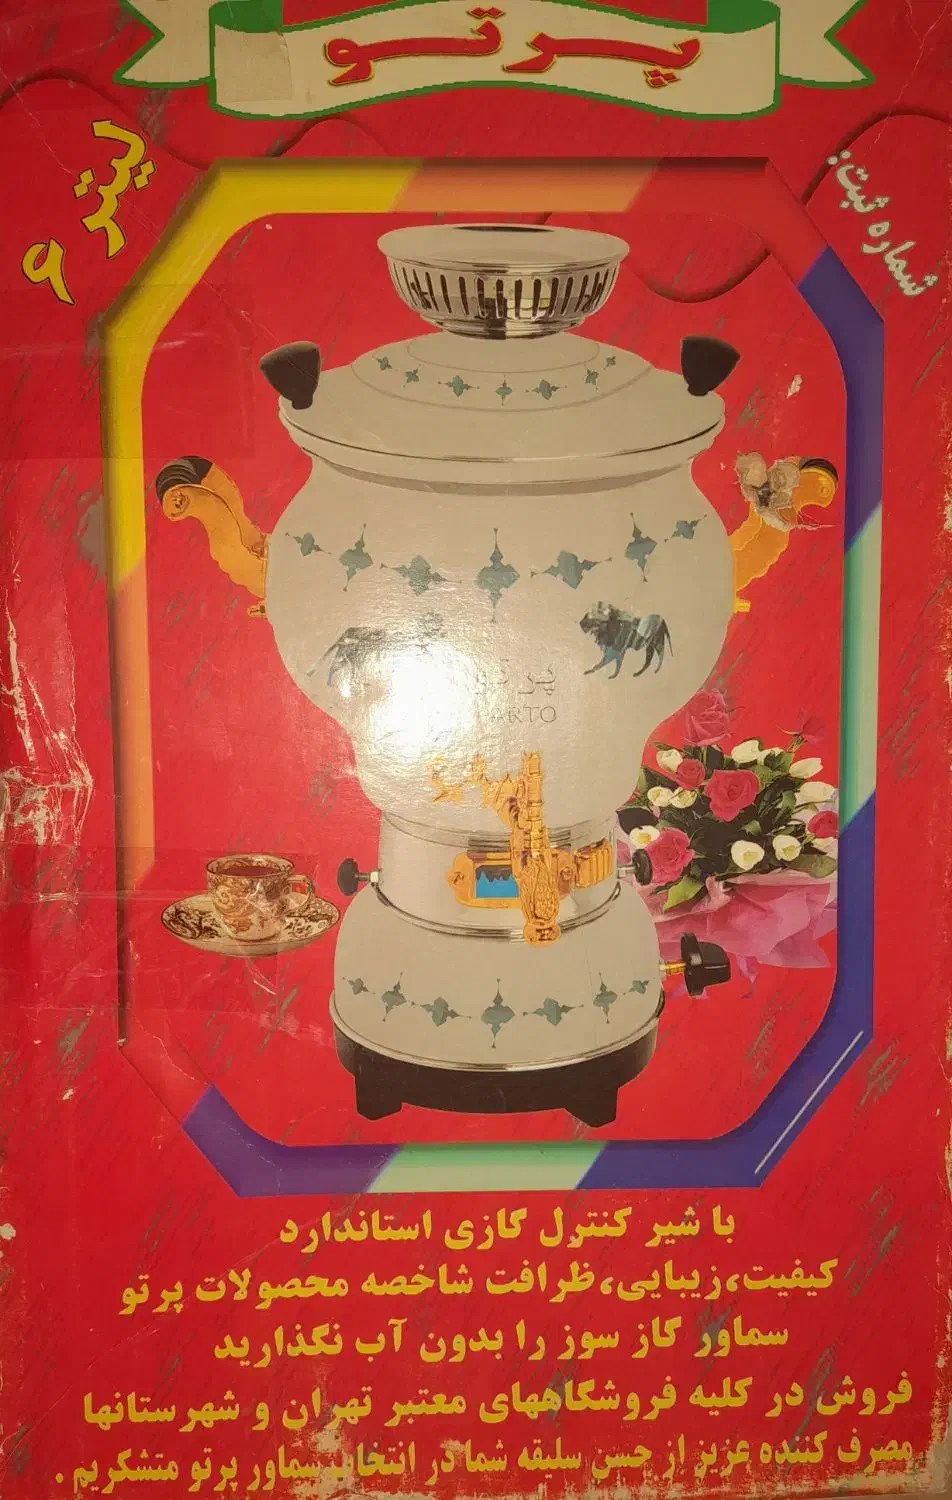 پرتو
۶ لیتر
شماره ثبت:
پرتو
PARTO
با شیر کنترل گازی استاندارد
کیفیت،زیبایی،ظرافت شاخصه محصولات پرتو
سماور گاز سوز را بدون آب نگذارید
فروش در کلیه فروشگاههای معتبر تهران و شهرستانها
مصرف کننده عزیز از حسن سلیقه شما در انتخاب سماور پرتو متشکریم .